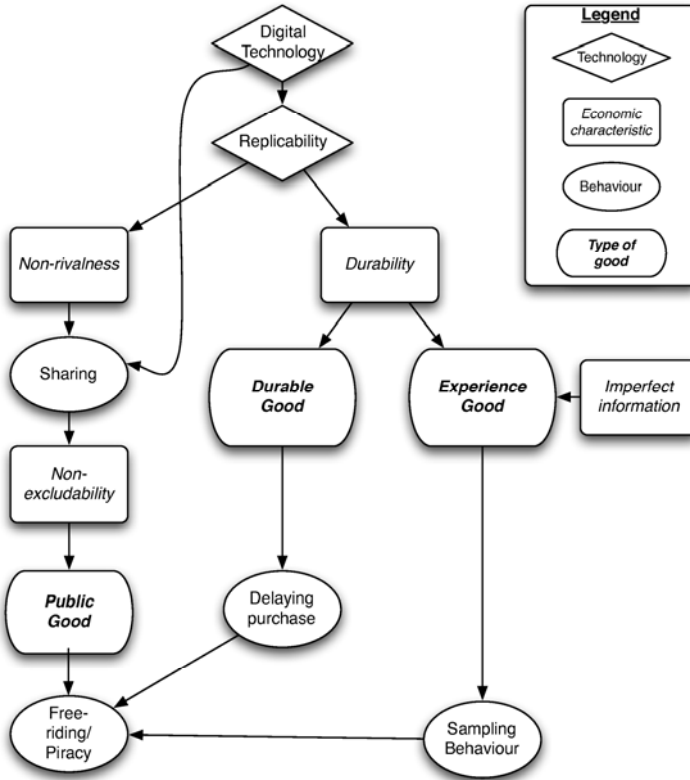 Digital
Technology
Replicability
Non-rivalness
Durability
Sharing
Durable
Good
Experience
Good
Imperfect
information
Non-
excludability
Public
Good
Delaying
purchase
Free-
riding/
Piracy
Sampling
Behaviour
Legend
Technology
Economic
characteristic
Behaviour
Type of
good